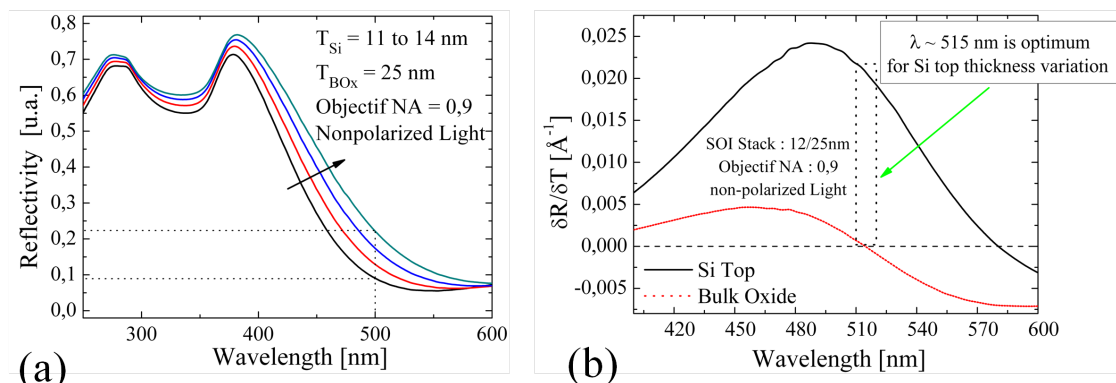 0,8
0,7
0,6
0,5
0,4
0,3
0,2
0,1
0,0
Reflectivity [u.a.]
T_Si = 11 to 14 nm
T_BOx = 25 nm
Objectif NA = 0,9
Nonpolarized Light
300 400 500 600
Wavelength [nm]
(a)
0,025
0,020
0,015
0,010
0,005
0,000
-0,005
δR/δT [Å⁻¹]
λ ~ 515 nm is optimum
for Si top thickness variation
SOI Stack : 12/25nm
Objectif NA : 0,9
non-polarized Light
Si Top
Bulk Oxide
420 450 480 510 540 570 600
Wavelength [nm]
(b)